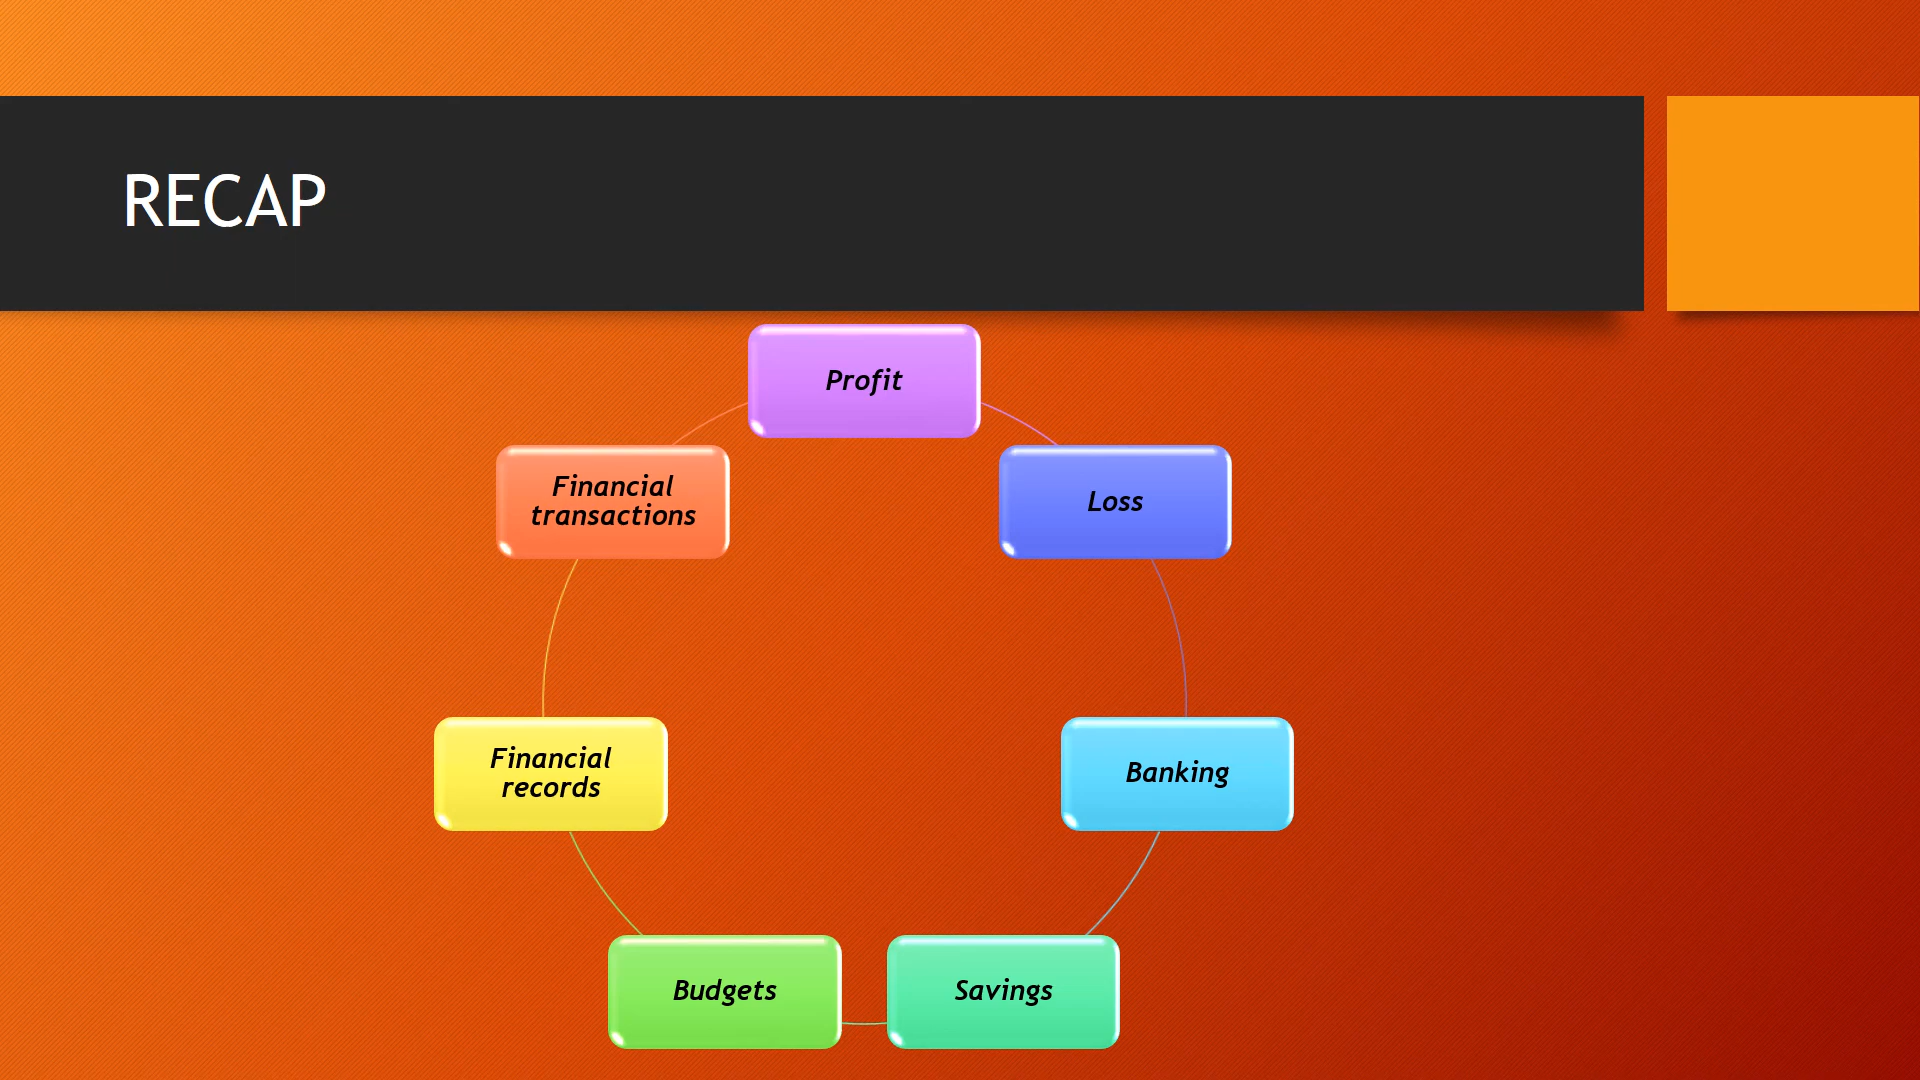 RECAP
Profit
Loss
Banking
Savings
Budgets
Financial
records
Financial
transactions